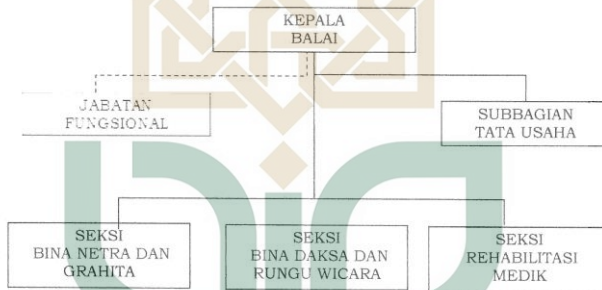 KEPALA
BALAI
JABATAN
FUNGSIONAL
SUBBAGIAN
TATA USAHA
SEKSI
BINA NETRA DAN
GRAHITA
SEKSI
BINA DAKSA DAN
RUNGU WICARA
SEKSI
REHABILITASI
MEDIK